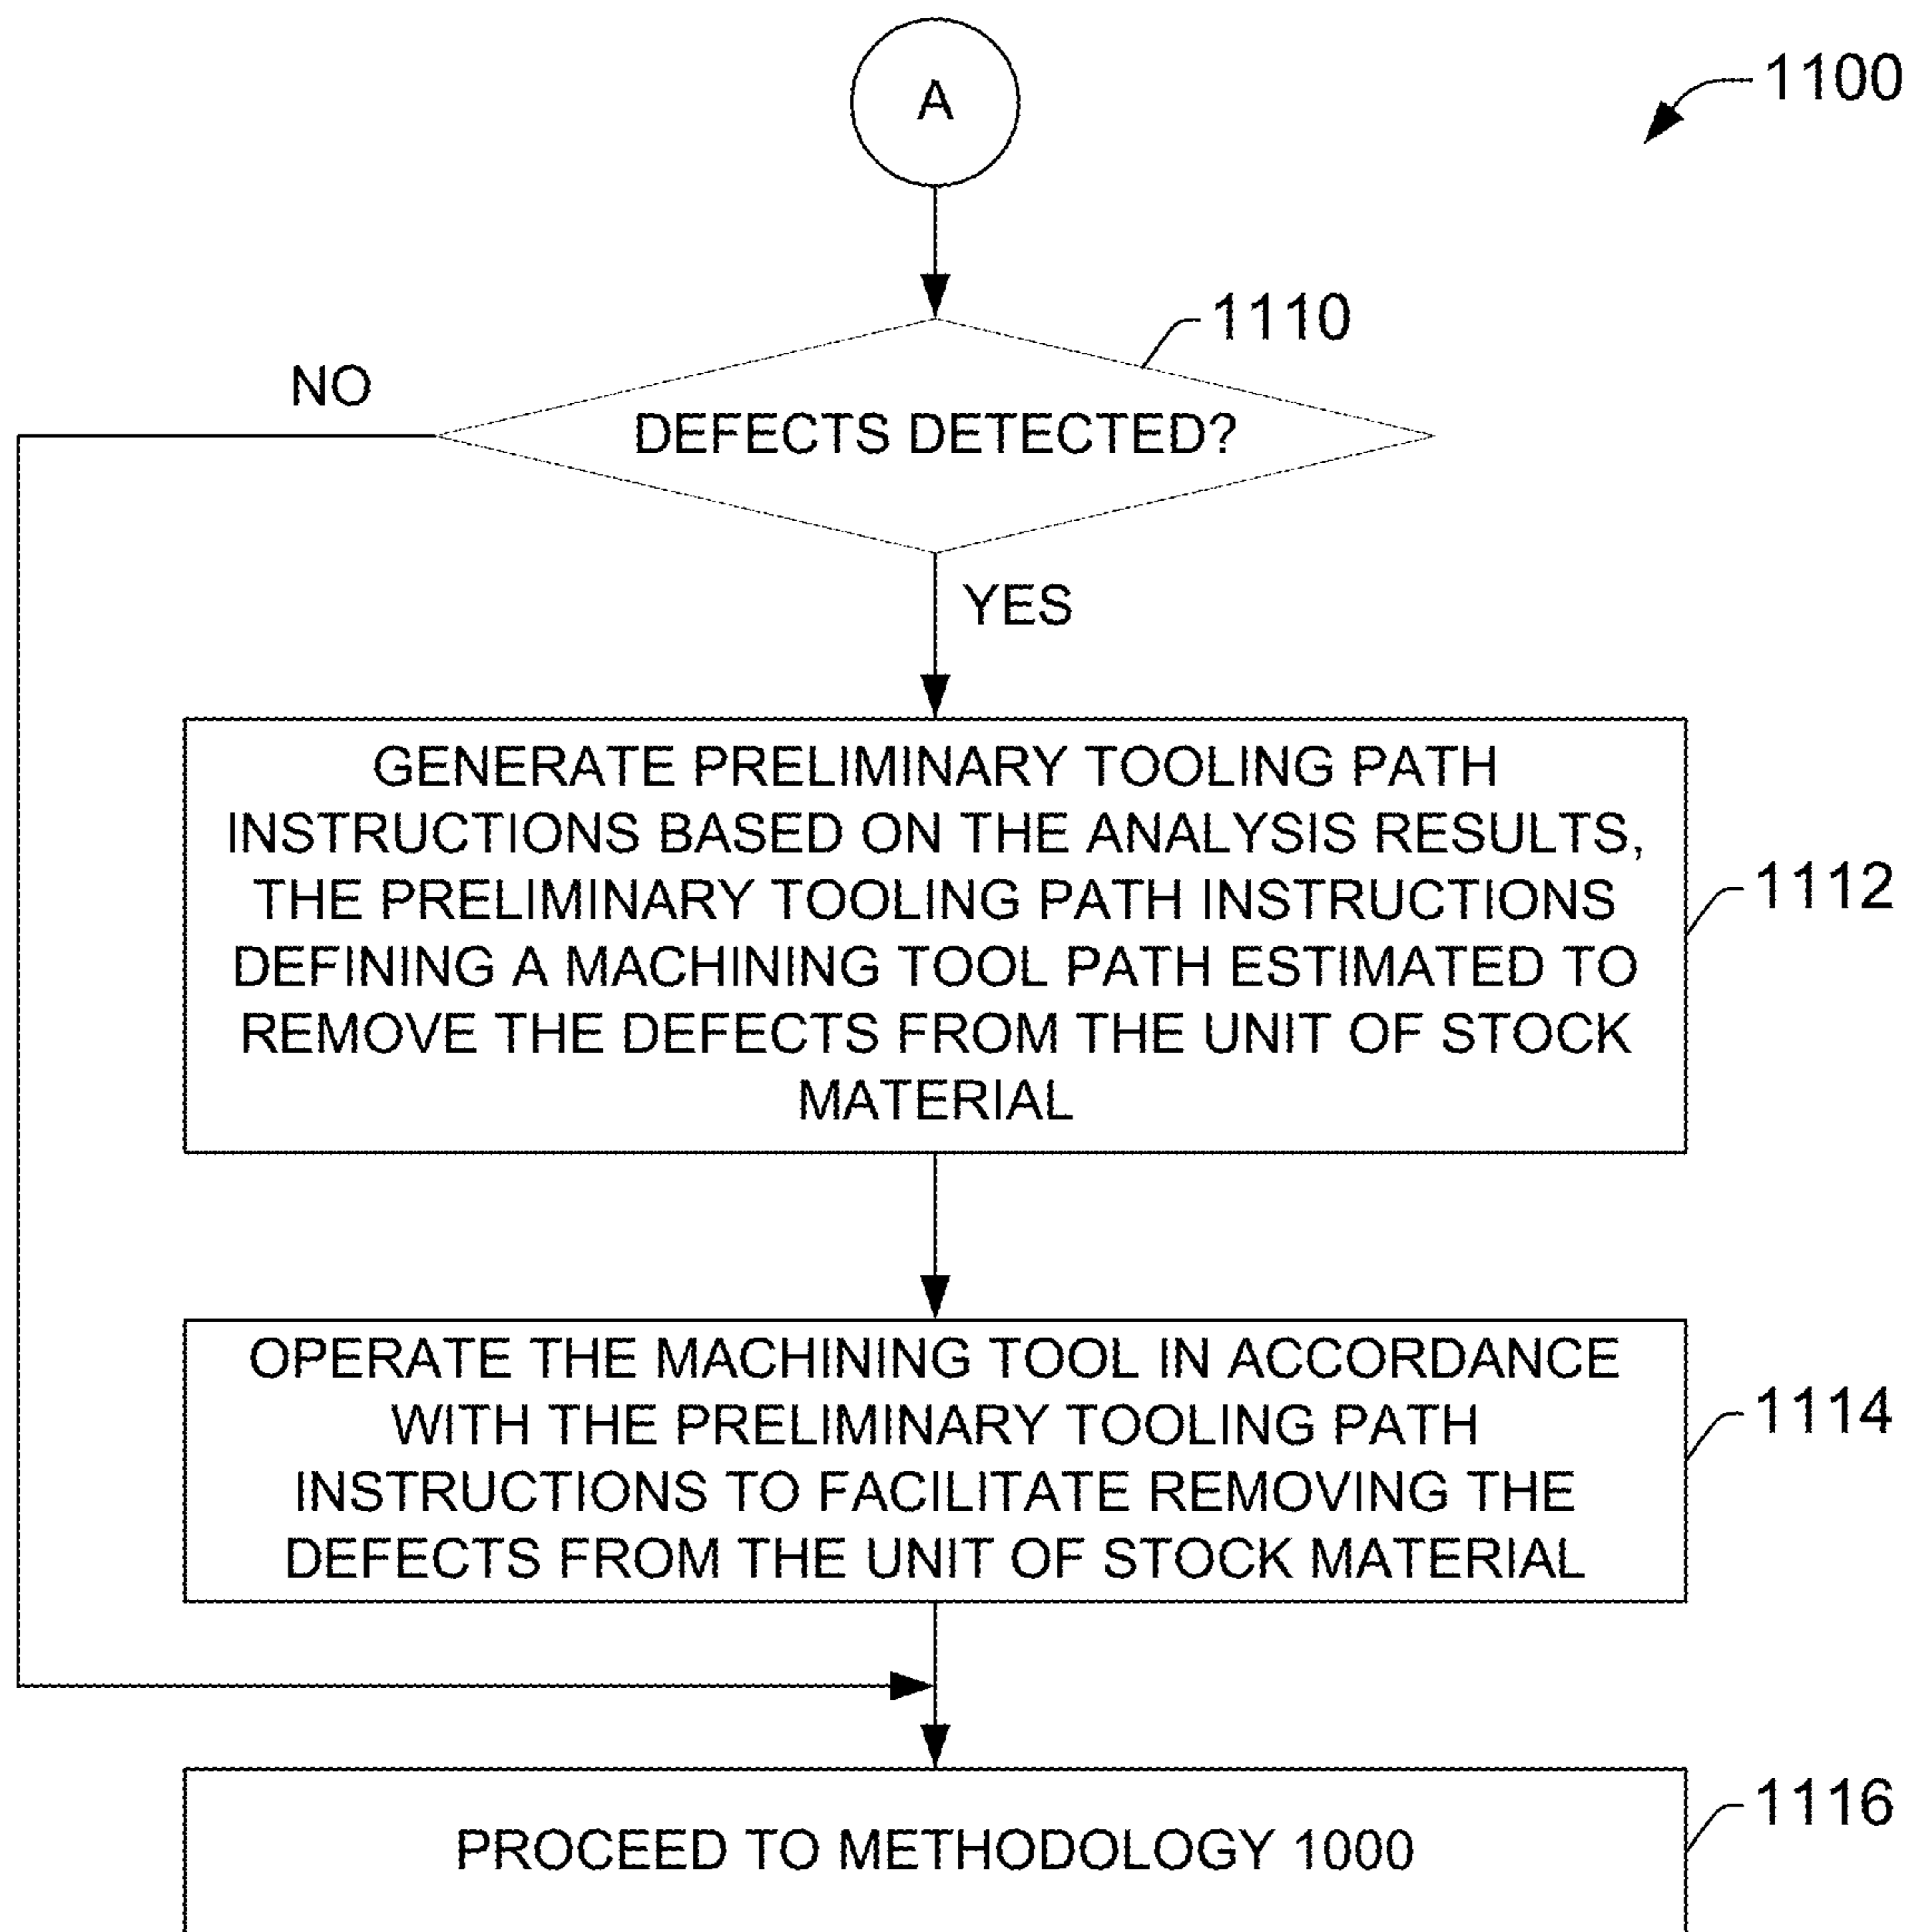 A
1100
1110
NO
DEFECTS DETECTED?
YES
GENERATE PRELIMINARY TOOLING PATH
INSTRUCTIONS BASED ON THE ANALYSIS RESULTS,
THE PRELIMINARY TOOLING PATH INSTRUCTIONS
DEFINING A MACHINING TOOL PATH ESTIMATED TO
REMOVE THE DEFECTS FROM THE UNIT OF STOCK
MATERIAL
1112
OPERATE THE MACHINING TOOL IN ACCORDANCE
WITH THE PRELIMINARY TOOLING PATH
INSTRUCTIONS TO FACILITATE REMOVING THE
DEFECTS FROM THE UNIT OF STOCK MATERIAL
1114
PROCEED TO METHODOLOGY 1000
1116